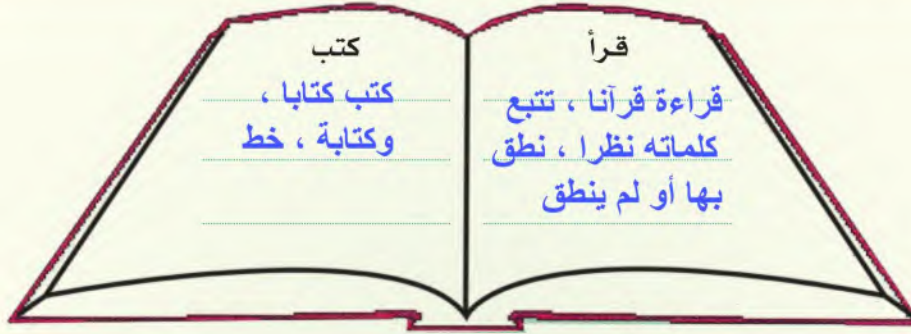 قرأ
قراءة قرآنا ، تتبع
كلماته نظرا ، نطق
بها أو لم ينطق
كتب
كتب كتابا ،
وكتابة ، خط